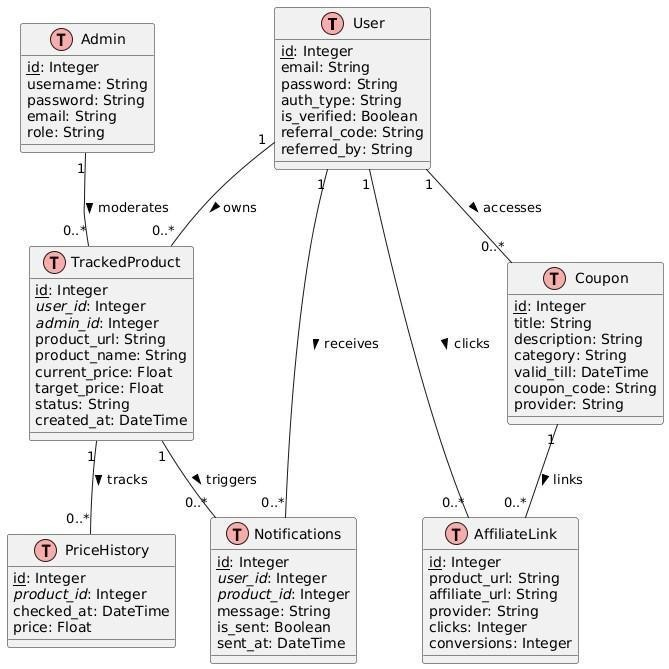 T Admin
id: Integer
username: String
password: String
email: String
role: String
T User
id: Integer
email: String
password: String
auth_type: String
is_verified: Boolean
referral_code: String
referred_by: String
1
1
1
1
1
moderates
owns
accesses
0..*
0..*
0..*
T TrackedProduct
id: Integer
user_id: Integer
admin_id: Integer
product_url: String
product_name: String
current_price: Float
target_price: Float
status: String
created_at: DateTime
receives
clicks
T Coupon
id: Integer
title: String
description: String
category: String
valid_till: DateTime
coupon_code: String
provider: String
1
1
1
tracks
triggers
links
0..*
0..*
0..*
0..*
0..*
T PriceHistory
id: Integer
product_id: Integer
checked_at: DateTime
price: Float
T Notifications
id: Integer
user_id: Integer
product_id: Integer
message: String
is_sent: Boolean
sent_at: DateTime
T AffiliateLink
id: Integer
product_url: String
affiliate_url: String
provider: String
clicks: Integer
conversions: Integer